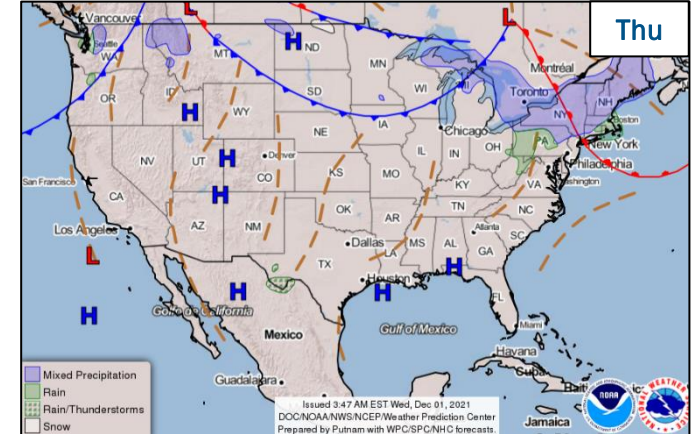 Thu
Vancouver
Seattle
WA
MT
ND
MN
Montréal
OR
ID
WY
SD
WI
MI
Toronto
NY
NH
Boston
NE
IA
Chicago
New York
Philadelphia
San Francisco
NV
UT
Denver
CO
KS
MO
IL
IN
OH
PA
Washington
CA
KY
VA
Los Angeles
AZ
NM
OK
AR
TN
NC
Atlanta
SC
Dallas
MS
AL
GA
TX
LA
Houston
FL
H
H
H
H
H
H
H
H
L
L
L
Golfo de California
Mexico
Gulf of Mexico
Miami
Havana
Cuba
Guadalajara
Jamaica
Mixed Precipitation
Rain
Rain/Thunderstorms
Snow
Issued 3:47 AM EST Wed, Dec 01, 2021
DOC/NOAA/NWS/NCEP/Weather Prediction Center
Prepared by Putnam with WPC/SPC/NHC forecasts.
NOAA